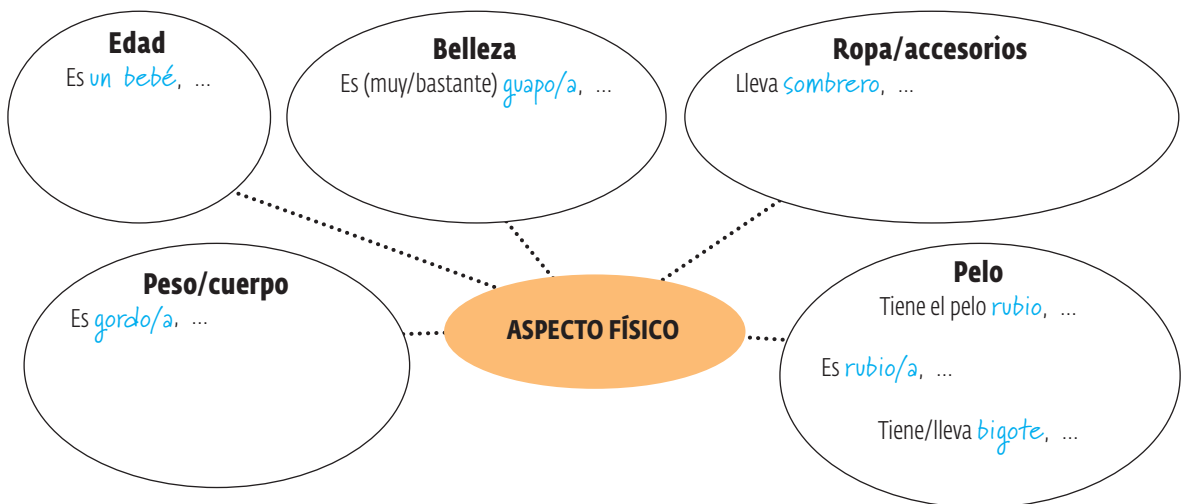 Edad
Es un bebé, ...
Belleza
Es (muy/bastante) guapo/a, ...
Ropa/accesorios
Lleva sombrero, ...
Peso/cuerpo
Es gordo/a, ...
ASPECTO FÍSICO
Pelo
Tiene el pelo rubio, ...
Es rubio/a, ...
Tiene/lleva bigote, ...